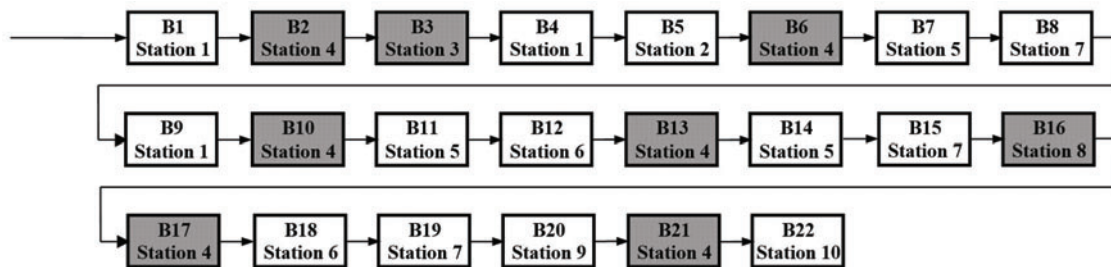 B1
Station 1
B2
Station 4
B3
Station 3
B4
Station 1
B5
Station 2
B6
Station 4
B7
Station 5
B8
Station 7
B9
Station 1
B10
Station 4
B11
Station 5
B12
Station 6
B13
Station 4
B14
Station 5
B15
Station 7
B16
Station 8
B17
Station 4
B18
Station 6
B19
Station 7
B20
Station 9
B21
Station 4
B22
Station 10